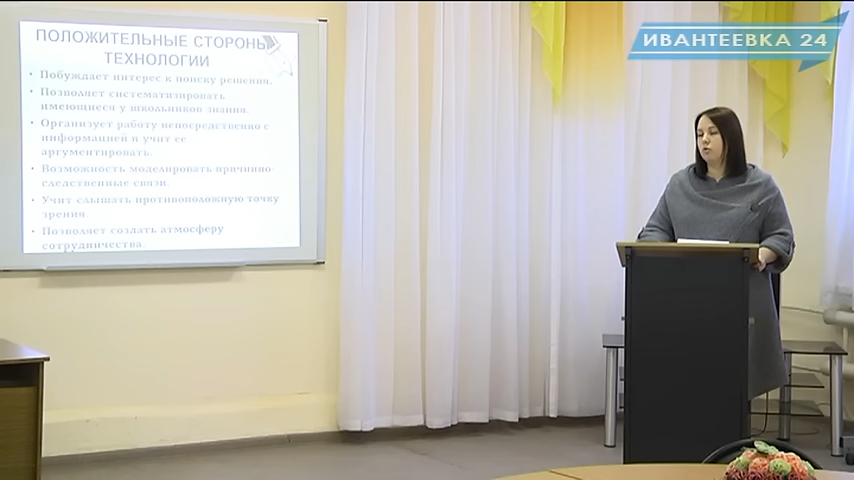 ПОЛОЖИТЕЛЬНЫЕ СТОРОНЫ
ТЕХНОЛОГИИ
• Побуждает интерес к поиску решения.
• Позволяет систематизировать
имеющиеся у школьников знания.
• Организует работу непосредственно с
информацией и учит ее
аргументировать.
• Возможность моделировать причинно-
следственные связи.
• Учит слышать противоположную точку
зрения.
• Позволяет создать атмосферу
сотрудничества.
ИВАНТЕЕВКА 24